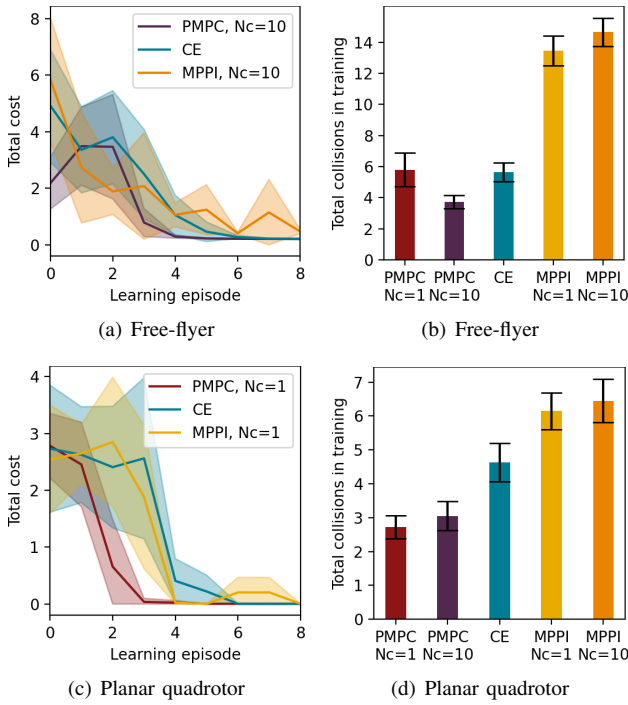 PMPC, Nc=10
CE
MPPI, Nc=10
Total cost
8
6
4
2
0
0 2 4 6 8
Learning episode
(a) Free-flyer
Total collisions in training
14
12
10
8
6
4
2
0
PMPC Nc=1
PMPC Nc=10
CE
MPPI Nc=1
MPPI Nc=10
(b) Free-flyer
PMPC, Nc=1
CE
MPPI, Nc=1
Total cost
4
3
2
1
0
0 2 4 6 8
Learning episode
(c) Planar quadrotor
Total collisions in training
7
6
5
4
3
2
1
0
PMPC Nc=1
PMPC Nc=10
CE
MPPI Nc=1
MPPI Nc=10
(d) Planar quadrotor